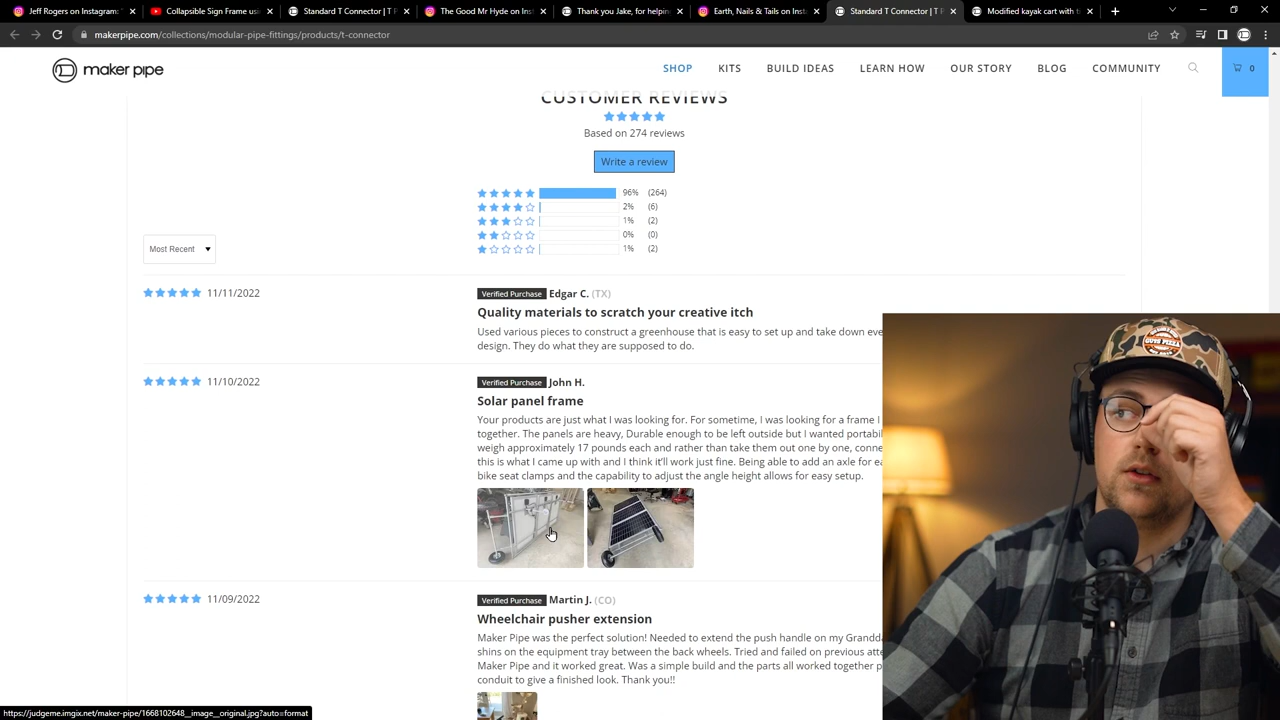 Jeff Rogers on Instagram:
Collapsible Sign Frame usi
Standard T Connector | T P
The Good Mr Hyde on Inst
Thank you Jake, for helping
Earth, Nails & Tails on Insta
Standard T Connector | T P
Modified kayak cart with t
makerpipe.com/collections/modular-pipe-fittings/products/t-connector
maker pipe
SHOP KITS BUILD IDEAS LEARN HOW OUR STORY BLOG COMMUNITY 0
CUSTOMER REVIEWS
Based on 274 reviews
Write a review
96% (264)
2% (6)
1% (2)
0% (0)
1% (2)
Most Recent
11/11/2022
Verified Purchase Edgar C. (TX)
Quality materials to scratch your creative itch
Used various pieces to construct a greenhouse that is easy to set up and take down eve
design. They do what they are supposed to do.
11/10/2022
Verified Purchase John H.
Solar panel frame
Your products are just what I was looking for. For sometime, I was looking for a frame I
together. The panels are heavy, Durable enough to be left outside but I wanted portabil
weigh approximately 17 pounds each and rather than take them out one by one, conne
this is what I came up with and I think it'll work just fine. Being able to add an axle for ea
bike seat clamps and the capability to adjust the angle height allows for easy setup.
11/09/2022
Verified Purchase Martin J. (CO)
Wheelchair pusher extension
Maker Pipe was the perfect solution! Needed to extend the push handle on my Grandda
shins on the equipment tray between the back wheels. Tried and failed on previous atte
Maker Pipe and it worked great. Was a simple build and the parts all worked together p
conduit to give a finished look. Thank you!!
https://judgeme.imgix.net/maker-pipe/1668102648__image__original.jpg?auto=format